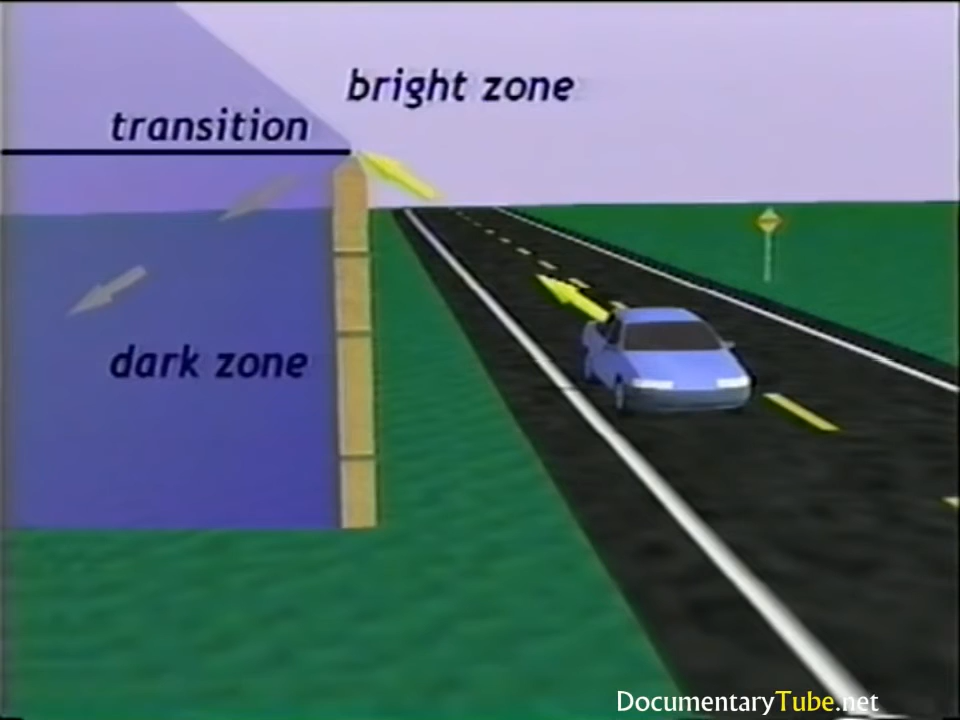 bright zone
transition
dark zone
DocumentaryTube.net